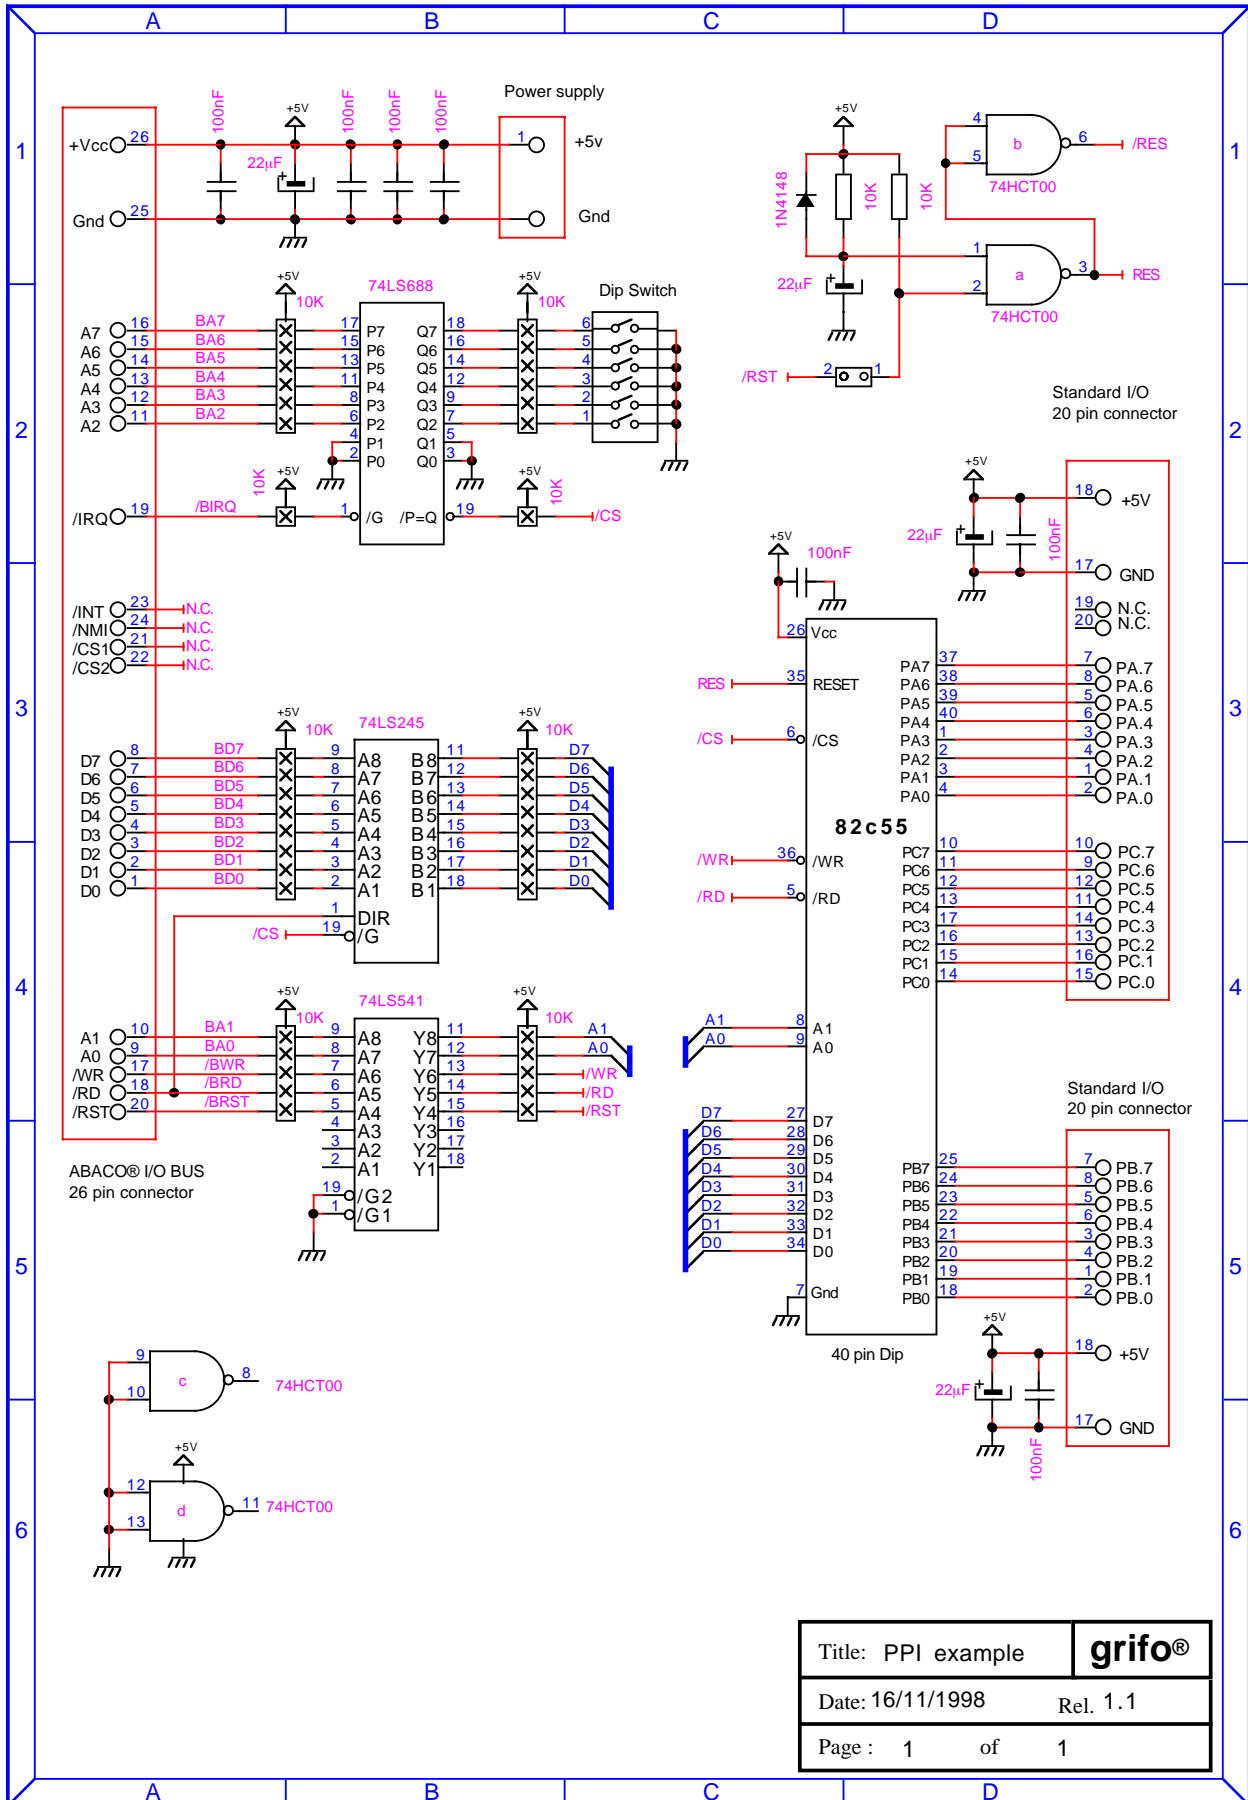 A B C D
1 1
2 2
3 3
4 4
5 5
6 6
A B C D
+Vcc 26
Gnd 25
100nF
+5V
22µF
100nF
100nF
100nF
Power supply
1 +5v
Gnd
+5V
1N4148
10K
10K
22µF
4
5
b
6 /RES
74HCT00
1
2
a
3 RES
74HCT00
/RST 2 1
+5V 10K
74LS688
+5V 10K
Dip Switch
A7 16 BA7 17 P7 Q7 18 6
A6 15 BA6 15 P6 Q6 16 5
A5 14 BA5 13 P5 Q5 14 4
A4 13 BA4 11 P4 Q4 12 3
A3 12 BA3 8 P3 Q3 9 2
A2 11 BA2 6 P2 Q2 7 1
4 P1 Q1 5
2 P0 Q0 3
10K +5V
+5V 10K
/IRQ 19 /BIRQ 1 /G /P=Q 19 /CS
/INT 23 N.C.
/NMI 24 N.C.
/CS1 21 N.C.
/CS2 22 N.C.
+5V 10K
74LS245
+5V 10K
D7 8 BD7 9 A8 B8 11 D7
D6 7 BD6 8 A7 B7 12 D6
D5 6 BD5 7 A6 B6 13 D5
D4 5 BD4 6 A5 B5 14 D4
D3 4 BD3 5 A4 B4 15 D3
D2 3 BD2 4 A3 B3 16 D2
D1 2 BD1 3 A2 B2 17 D1
D0 1 BD0 2 A1 B1 18 D0
1 DIR
/CS 19 /G
+5V 10K
74LS541
+5V 10K
A1 10 BA1 9 A8 Y8 11 A1
A0 9 BA0 8 A7 Y7 12 A0
/WR 17 /BWR 7 A6 Y6 13 /WR
/RD 18 /BRD 6 A5 Y5 14 /RD
/RST 20 /BRST 5 A4 Y4 15 /RST
4 A3 Y3 16
3 A2 Y2 17
2 A1 Y1 18
19 /G2
1 /G1
ABACO® I/O BUS
26 pin connector
9
10
c
8
74HCT00
+5V
12
13
d
11
74HCT00
Standard I/O
20 pin connector
+5V
22µF
100nF
18 +5V
17 GND
19 N.C.
20 N.C.
+5V
100nF
26 Vcc
RES 35 RESET
/CS 6 /CS
82c55
/WR 36 /WR
/RD 5 /RD
A1 8 A1
A0 9 A0
D7 27 D7
D6 28 D6
D5 29 D5
D4 30 D4
D3 31 D3
D2 32 D2
D1 33 D1
D0 34 D0
7 Gnd
40 pin Dip
PA7 37 7 PA.7
PA6 38 8 PA.6
PA5 39 5 PA.5
PA4 40 6 PA.4
PA3 1 3 PA.3
PA2 2 4 PA.2
PA1 3 1 PA.1
PA0 4 2 PA.0
PC7 10 10 PC.7
PC6 11 9 PC.6
PC5 12 12 PC.5
PC4 13 11 PC.4
PC3 17 14 PC.3
PC2 16 13 PC.2
PC1 15 16 PC.1
PC0 14 15 PC.0
Standard I/O
20 pin connector
PB7 25 7 PB.7
PB6 24 8 PB.6
PB5 23 5 PB.5
PB4 22 6 PB.4
PB3 21 3 PB.3
PB2 20 4 PB.2
PB1 19 1 PB.1
PB0 18 2 PB.0
+5V
22µF
100nF
18 +5V
17 GND
Title: PPI example grifo®
Date: 16/11/1998 Rel. 1.1
Page : 1 of 1